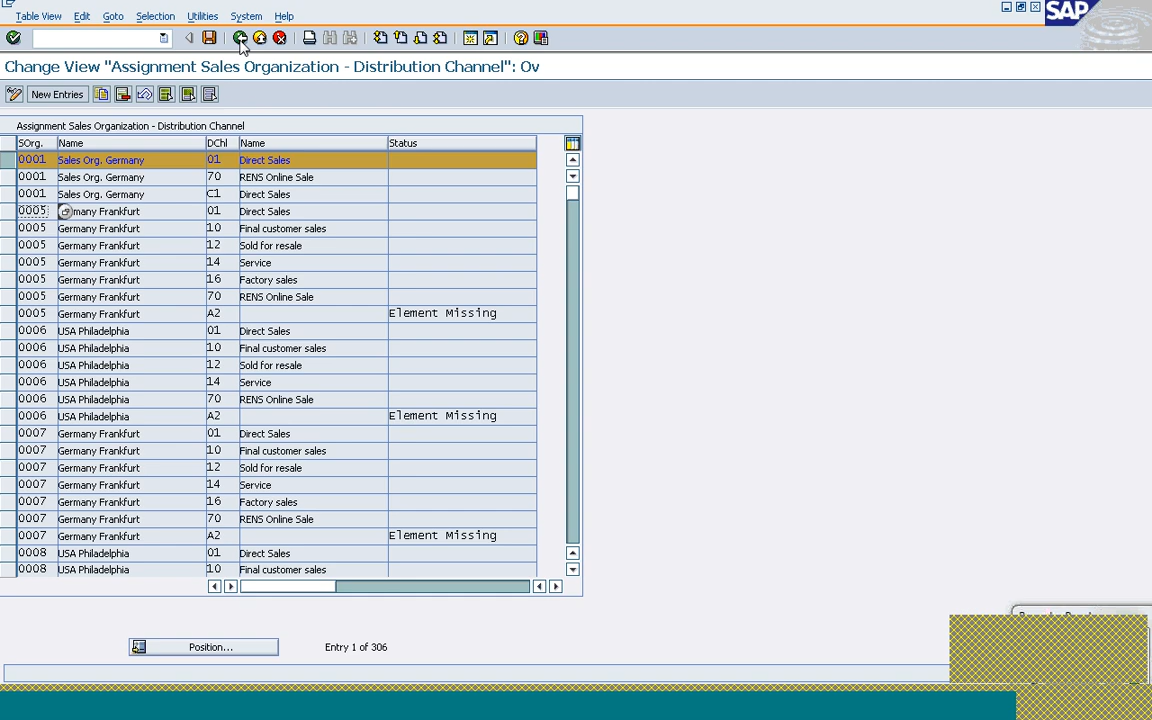 Table View Edit Goto Selection Utilities System Help
SAP
Change View "Assignment Sales Organization - Distribution Channel": Ov
New Entries
Assignment Sales Organization - Distribution Channel
SOrg. Name DChl Name Status
0001 Sales Org. Germany 01 Direct Sales
0001 Sales Org. Germany 70 RENS Online Sale
0001 Sales Org. Germany C1 Direct Sales
0005 many Frankfurt 01 Direct Sales
0005 Germany Frankfurt 10 Final customer sales
0005 Germany Frankfurt 12 Sold for resale
0005 Germany Frankfurt 14 Service
0005 Germany Frankfurt 16 Factory sales
0005 Germany Frankfurt 70 RENS Online Sale
0005 Germany Frankfurt A2 Element Missing
0006 USA Philadelphia 01 Direct Sales
0006 USA Philadelphia 10 Final customer sales
0006 USA Philadelphia 12 Sold for resale
0006 USA Philadelphia 14 Service
0006 USA Philadelphia 70 RENS Online Sale
0006 USA Philadelphia A2 Element Missing
0007 Germany Frankfurt 01 Direct Sales
0007 Germany Frankfurt 10 Final customer sales
0007 Germany Frankfurt 12 Sold for resale
0007 Germany Frankfurt 14 Service
0007 Germany Frankfurt 16 Factory sales
0007 Germany Frankfurt 70 RENS Online Sale
0007 Germany Frankfurt A2 Element Missing
0008 USA Philadelphia 01 Direct Sales
0008 USA Philadelphia 10 Final customer sales
Position... Entry 1 of 306